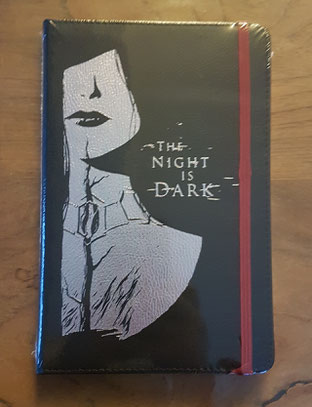 THE
NIGHT
IS
DARK